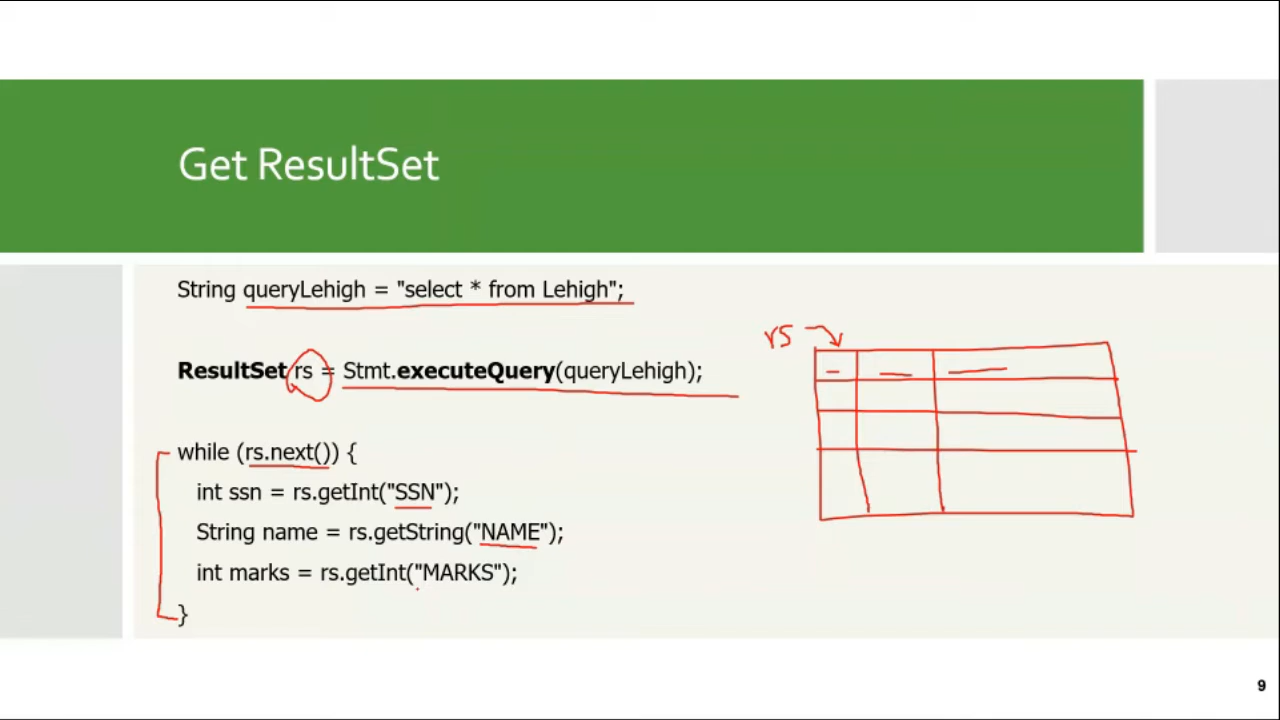 Get ResultSet
String queryLehigh = "select * from Lehigh";
ResultSet rs = Stmt.executeQuery(queryLehigh);
rs
while (rs.next()) {
int ssn = rs.getInt("SSN");
String name = rs.getString("NAME");
int marks = rs.getInt("MARKS");
}
9